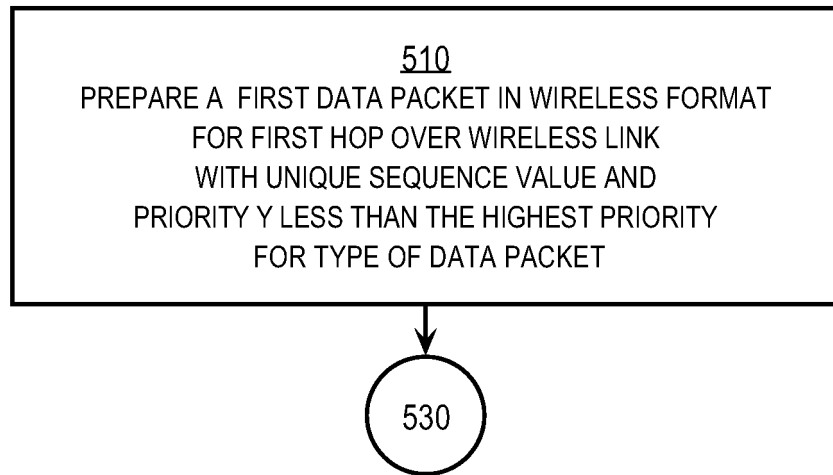 510
PREPARE A FIRST DATA PACKET IN WIRELESS FORMAT
FOR FIRST HOP OVER WIRELESS LINK
WITH UNIQUE SEQUENCE VALUE AND
PRIORITY Y LESS THAN THE HIGHEST PRIORITY
FOR TYPE OF DATA PACKET
530